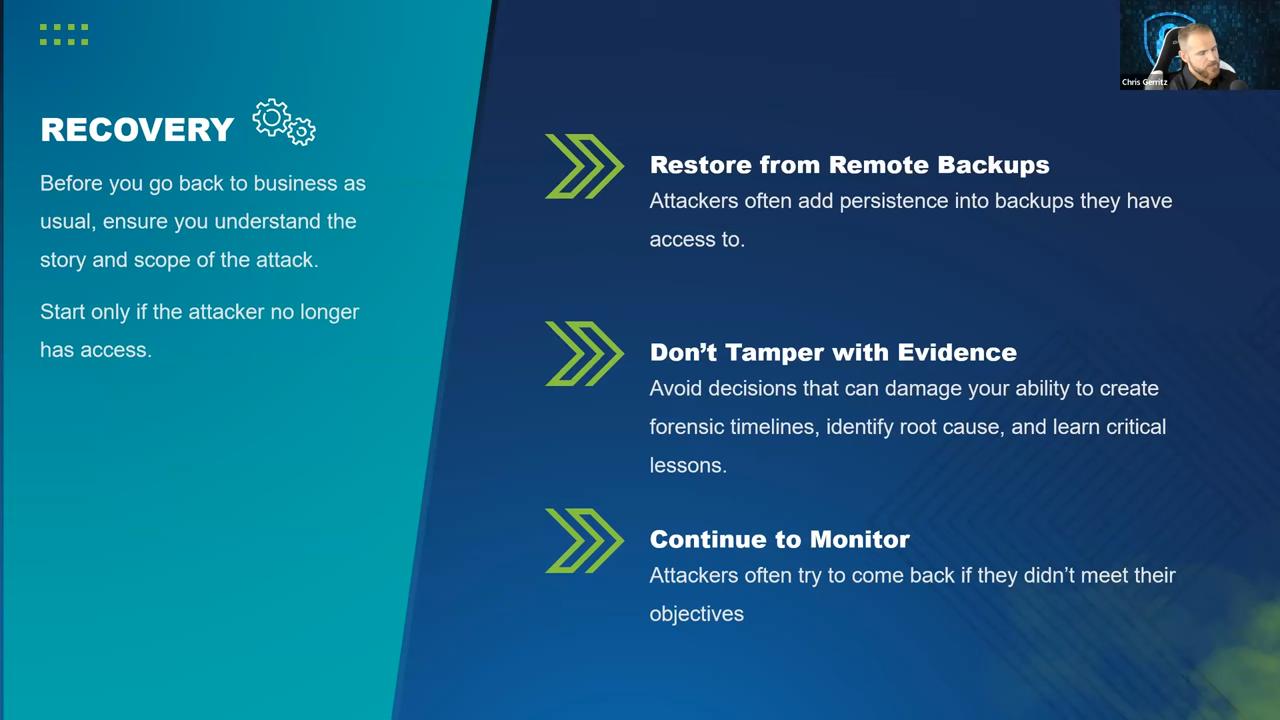 RECOVERY
Before you go back to business as
usual, ensure you understand the
story and scope of the attack.
Start only if the attacker no longer
has access.
Restore from Remote Backups
Attackers often add persistence into backups they have
access to.
Don’t Tamper with Evidence
Avoid decisions that can damage your ability to create
forensic timelines, identify root cause, and learn critical
lessons.
Continue to Monitor
Attackers often try to come back if they didn’t meet their
objectives
Chris Gerritz